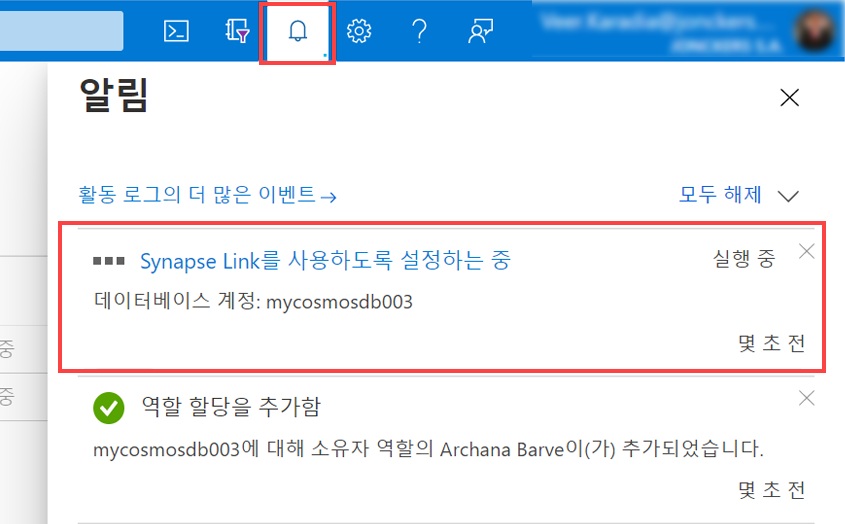 알림
활동 로그의 더 많은 이벤트→
모두 해제
Synapse Link를 사용하도록 설정하는 중
실행 중
데이터베이스 계정: mycosmosdb003
몇 초 전
중
중
역할 할당을 추가함
mycosmosdb003에 대해 소유자 역할의 Archana Barve이(가) 추가되었습니다.
몇 초 전